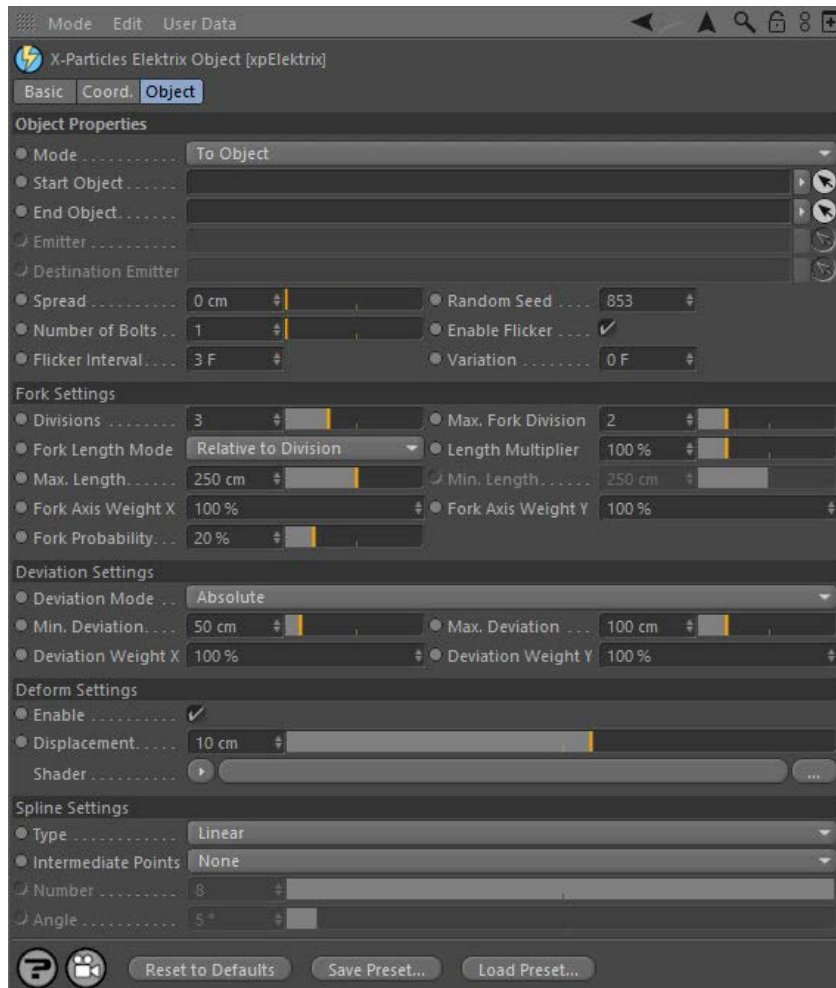 Mode Edit User Data
X-Particles Elektrix Object [xpElektrix]
Basic Coord. Object
Object Properties
Mode . . . . . . . . . . . To Object
Start Object . . . . . .
End Object. . . . . . .
Emitter . . . . . . . . . .
Destination Emitter
Spread . . . . . . . . . 0 cm Random Seed . . . . 853
Number of Bolts . . 1 Enable Flicker . . . . ✔
Flicker Interval. . . . 3 F Variation . . . . . . . . 0 F
Fork Settings
Divisions . . . . . . . . 3 Max. Fork Division 2
Fork Length Mode Relative to Division Length Multiplier 100 %
Max. Length. . . . . . 250 cm Min. Length. . . . . . 250 cm
Fork Axis Weight X 100 % Fork Axis Weight Y 100 %
Fork Probability. . . 20 %
Deviation Settings
Deviation Mode . . Absolute
Min. Deviation. . . . 50 cm Max. Deviation . . . 100 cm
Deviation Weight X 100 % Deviation Weight Y 100 %
Deform Settings
Enable . . . . . . . . . . ✔
Displacement. . . . . 10 cm
Shader . . . . . . . . . . ...
Spline Settings
Type . . . . . . . . . . . . Linear
Intermediate Points None
Number . . . . . . . . . 8
Angle . . . . . . . . . . . 5 °
? Reset to Defaults Save Preset... Load Preset...